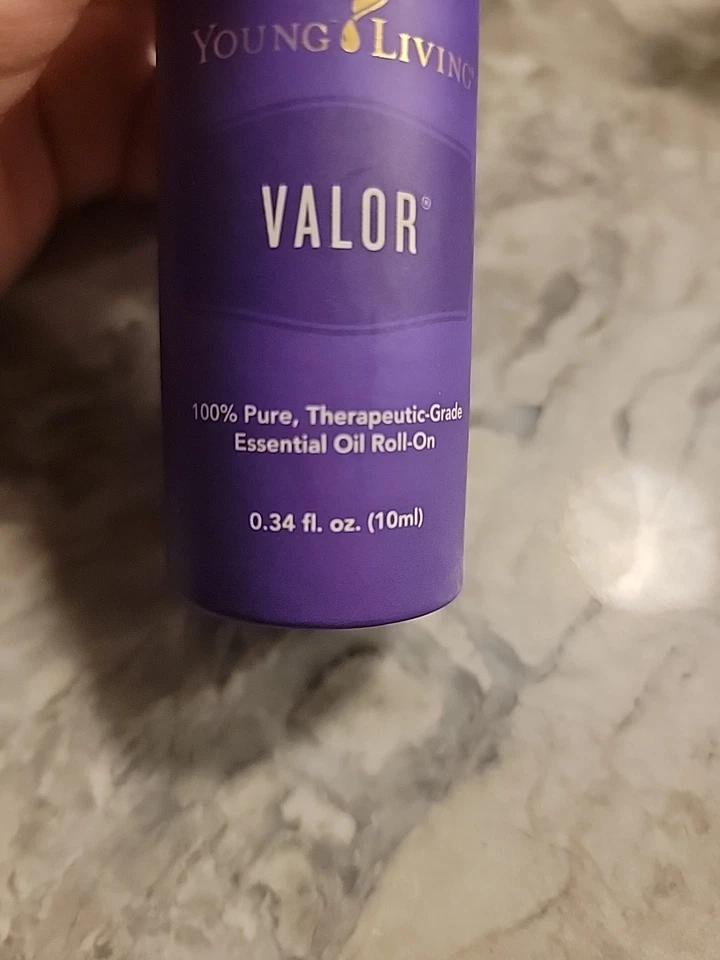 YOUNG LIVING®
VALOR®
100% Pure, Therapeutic-Grade
Essential Oil Roll-On
0.34 fl. oz. (10ml)